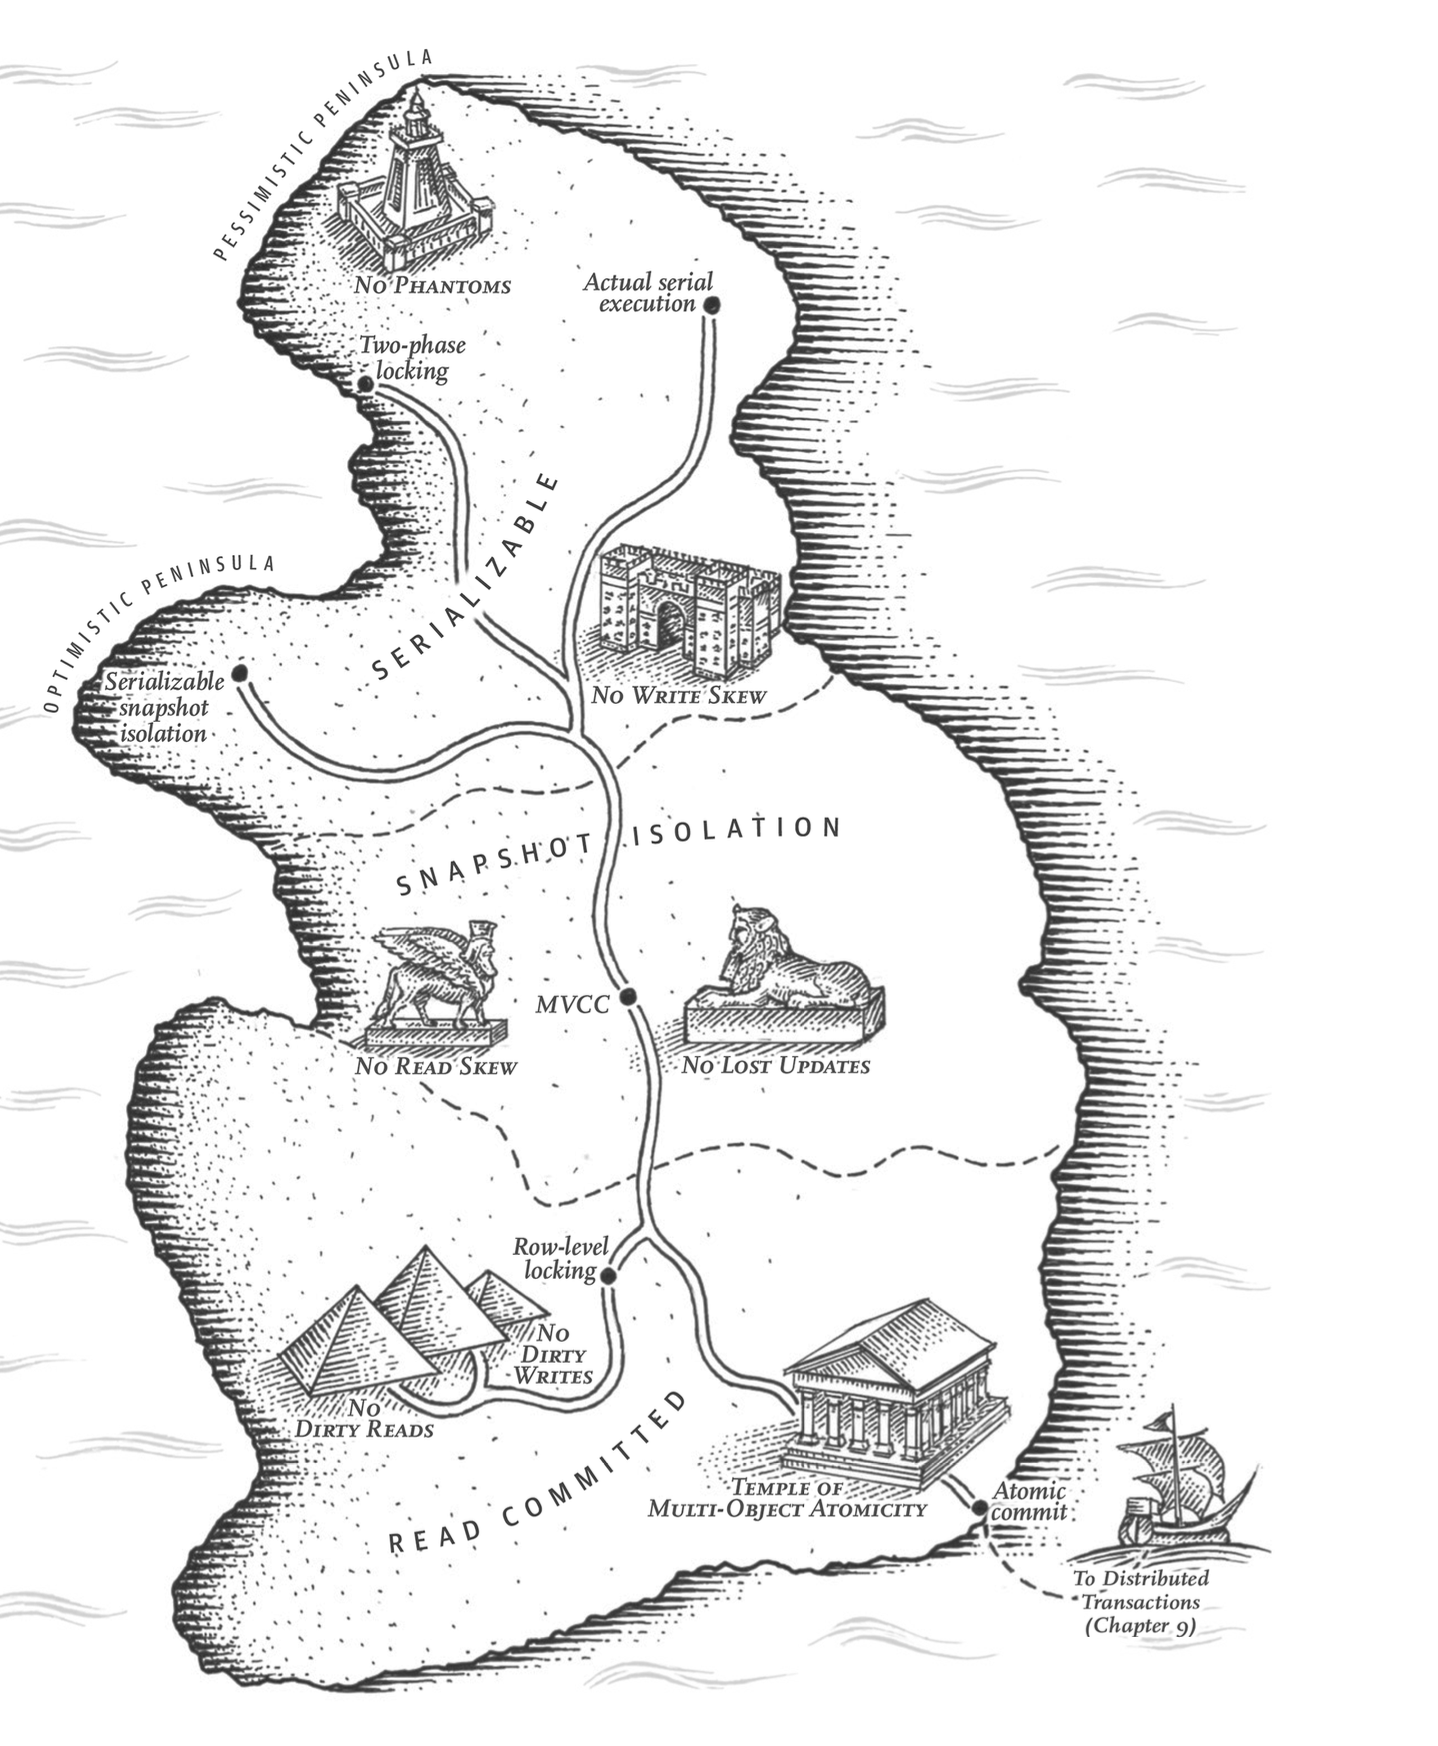 PESSIMISTIC PENINSULA
No Phantoms
Actual serial
execution
Two-phase
locking
SERIALIZABLE
OPTIMISTIC PENINSULA
Serializable
snapshot
isolation
No Write Skew
SNAPSHOT ISOLATION
MVCC
No Read Skew
No Lost Updates
Row-level
locking
No
Dirty
Writes
No
Dirty Reads
READ COMMITTED
Temple of
Multi-Object Atomicity
Atomic
commit
To Distributed
Transactions
(Chapter 9)